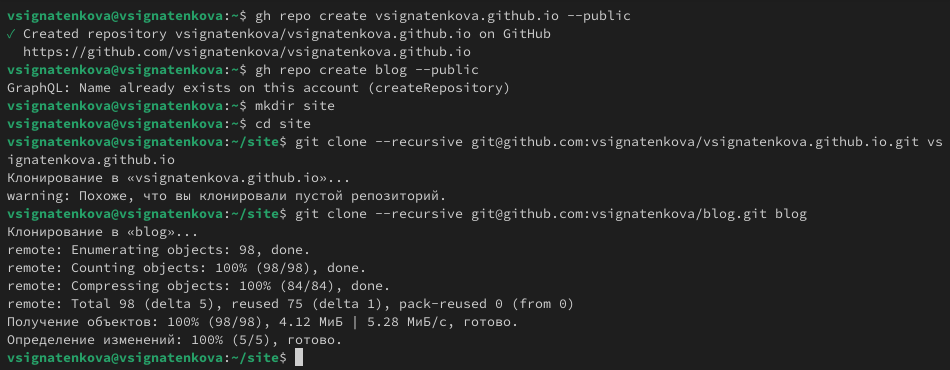 vsignatenkova@vsignatenkova:~$ gh repo create vsignatenkova.github.io --public
✓ Created repository vsignatenkova/vsignatenkova.github.io on GitHub
  https://github.com/vsignatenkova/vsignatenkova.github.io
vsignatenkova@vsignatenkova:~$ gh repo create blog --public
GraphQL: Name already exists on this account (createRepository)
vsignatenkova@vsignatenkova:~$ mkdir site
vsignatenkova@vsignatenkova:~$ cd site
vsignatenkova@vsignatenkova:~/site$ git clone --recursive git@github.com:vsignatenkova/vsignatenkova.github.io.git vs
ignatenkova.github.io
Клонирование в «vsignatenkova.github.io»...
warning: Похоже, что вы клонировали пустой репозиторий.
vsignatenkova@vsignatenkova:~/site$ git clone --recursive git@github.com:vsignatenkova/blog.git blog
Клонирование в «blog»...
remote: Enumerating objects: 98, done.
remote: Counting objects: 100% (98/98), done.
remote: Compressing objects: 100% (84/84), done.
remote: Total 98 (delta 5), reused 75 (delta 1), pack-reused 0 (from 0)
Получение объектов: 100% (98/98), 4.12 МиБ | 5.28 МиБ/с, готово.
Определение изменений: 100% (5/5), готово.
vsignatenkova@vsignatenkova:~/site$